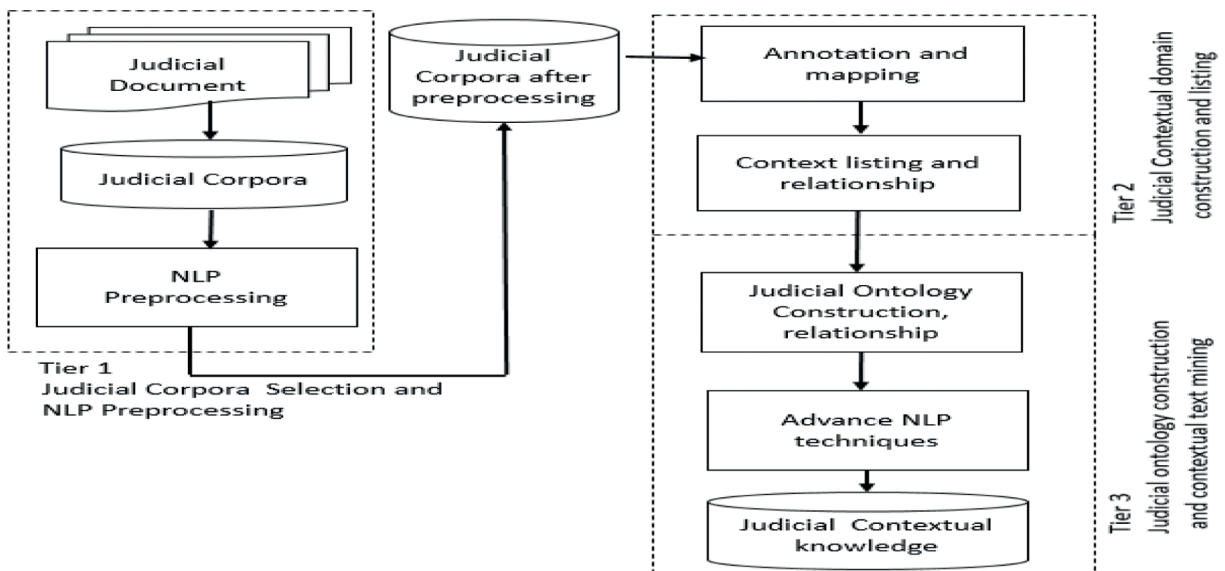 Judicial
Document
Judicial Corpora
NLP
Preprocessing
Tier 1
Judicial Corpora Selection and
NLP Preprocessing
Judicial
Corpora after
preprocessing
Annotation and
mapping
Context listing and
relationship
Tier 2
Judicial Contextual domain
construction and listing
Judicial Ontology
Construction,
relationship
Advance NLP
techniques
Judicial Contextual
knowledge
Tier 3
Judicial ontology construction
and contextual text mining